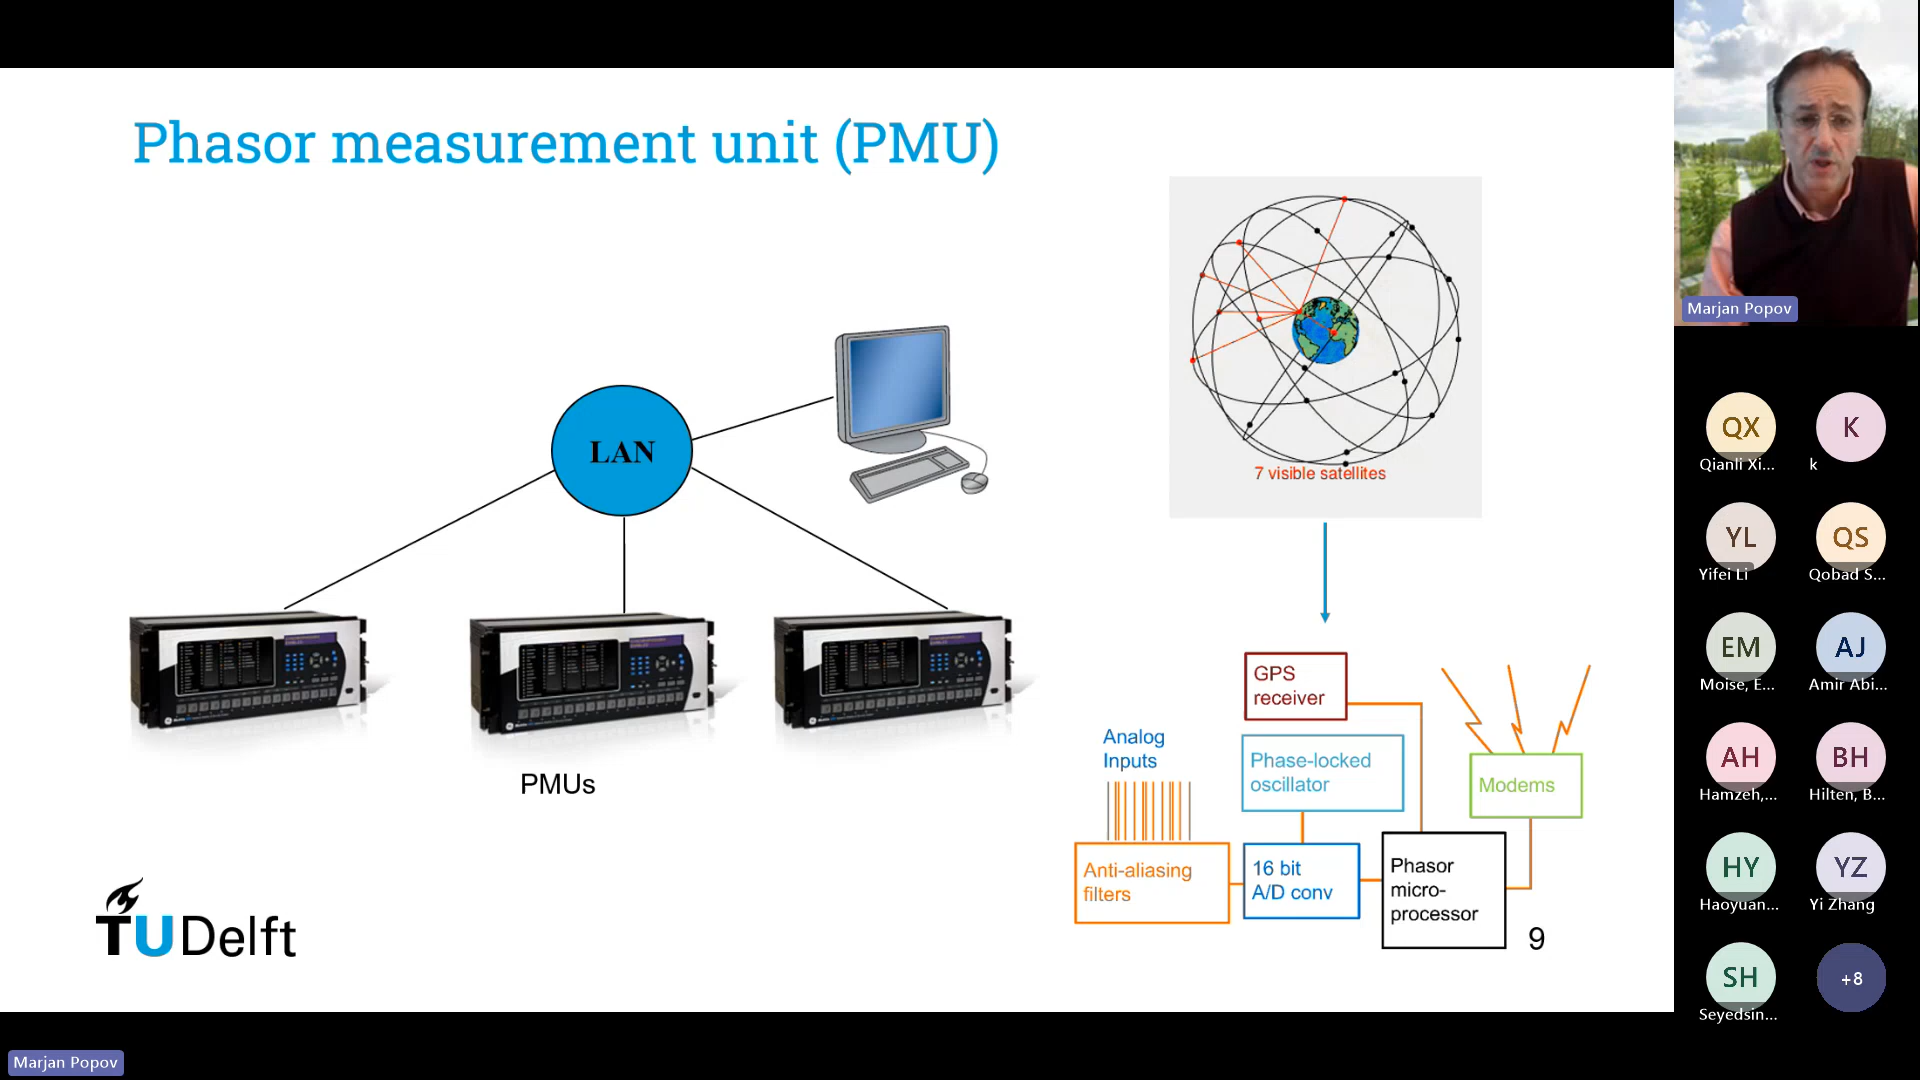 Phasor measurement unit (PMU)
LAN
PMUs
7 visible satellites
GPS
receiver
Analog
Inputs
Phase-locked
oscillator
Modems
Anti-aliasing
filters
16 bit
A/D conv
Phasor
micro-
processor
9
TUDelft
Marjan Popov
QX
Qianli Xi...
K
k
YL
Yifei Li
QS
Qobad S...
EM
Moise, E...
AJ
Amir Abi...
AH
Hamzeh,...
BH
Hilten, B...
HY
Haoyuan...
YZ
Yi Zhang
SH
Seyedsin...
+8
Marjan Popov